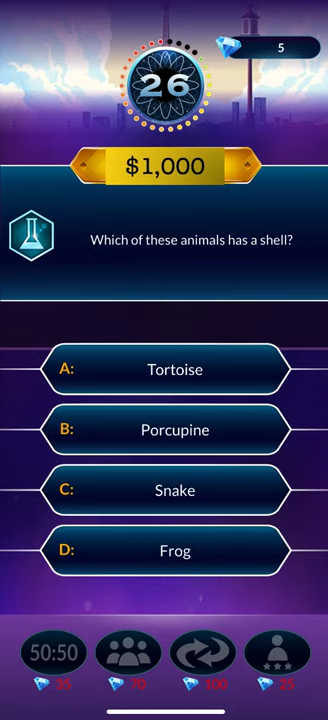 5
26
$1,000
Which of these animals has a shell?
A: Tortoise
B: Porcupine
C: Snake
D: Frog
50:50
35 70 100 25